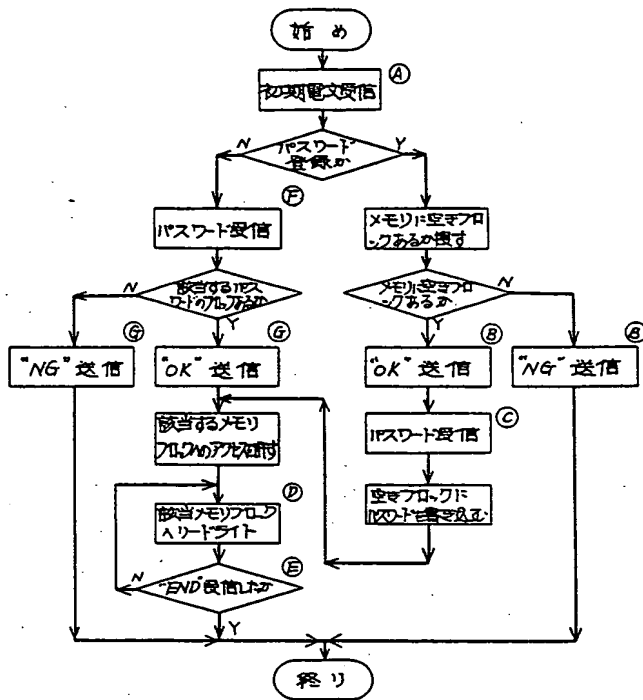 始め
Ⓐ
初期電文受信
N
パスワード
登録か
Y
Ⓕ
パスワード受信
メモリに空きブロ
ックあるか捜す
N
該当するパス
ワードのブロックあるか
Y
メモリに空きブロ
ックあるか
N
Y
Ⓖ
"NG"送信
Ⓖ
"OK"送信
Ⓑ
"OK"送信
Ⓑ
"NG"送信
該当するメモリ
ブロックへのアクセスを許す
Ⓒ
パスワード受信
Ⓓ
該当メモリブロック
へリードライト
空きブロックに
パスワードを書き込む
Ⓔ
N
"END"受信したか
Y
終り